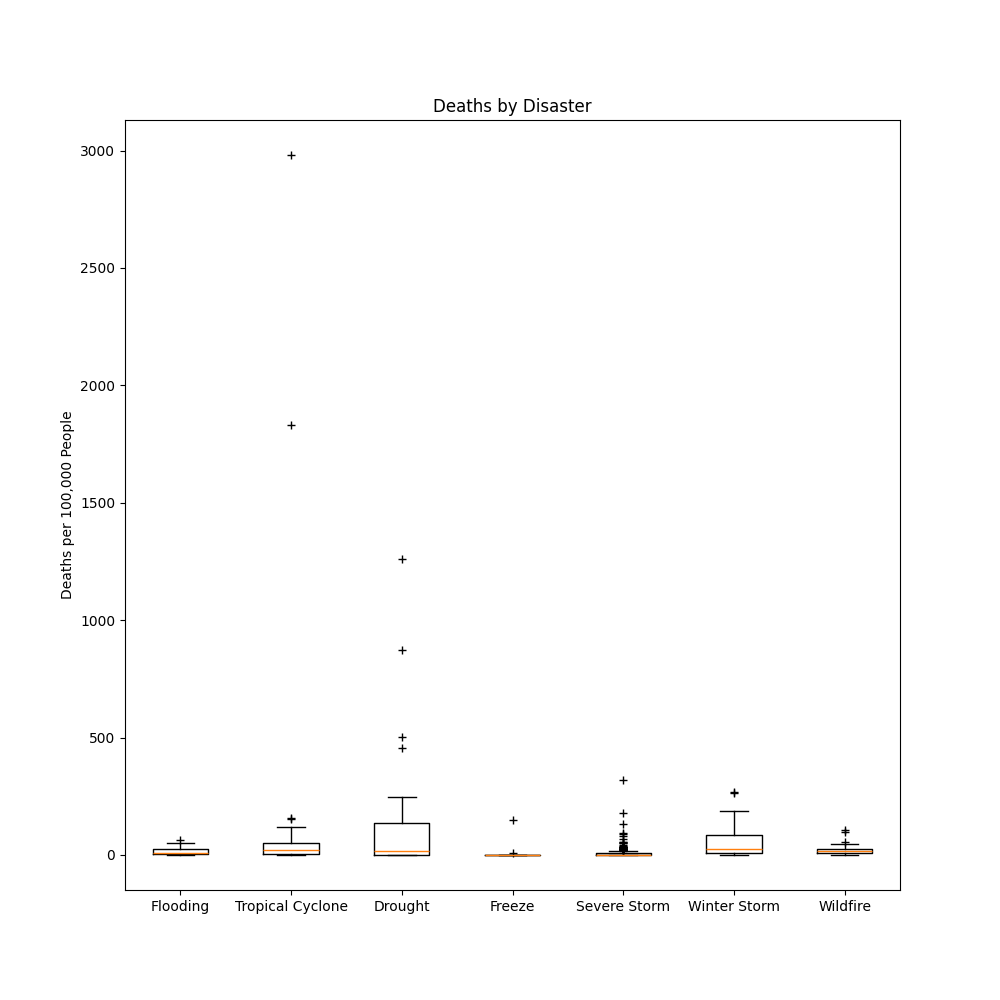 Deaths by Disaster
3000
2500
2000
1500
1000
500
0
Deaths per 100,000 People
Flooding
Tropical Cyclone
Drought
Freeze
Severe Storm
Winter Storm
Wildfire